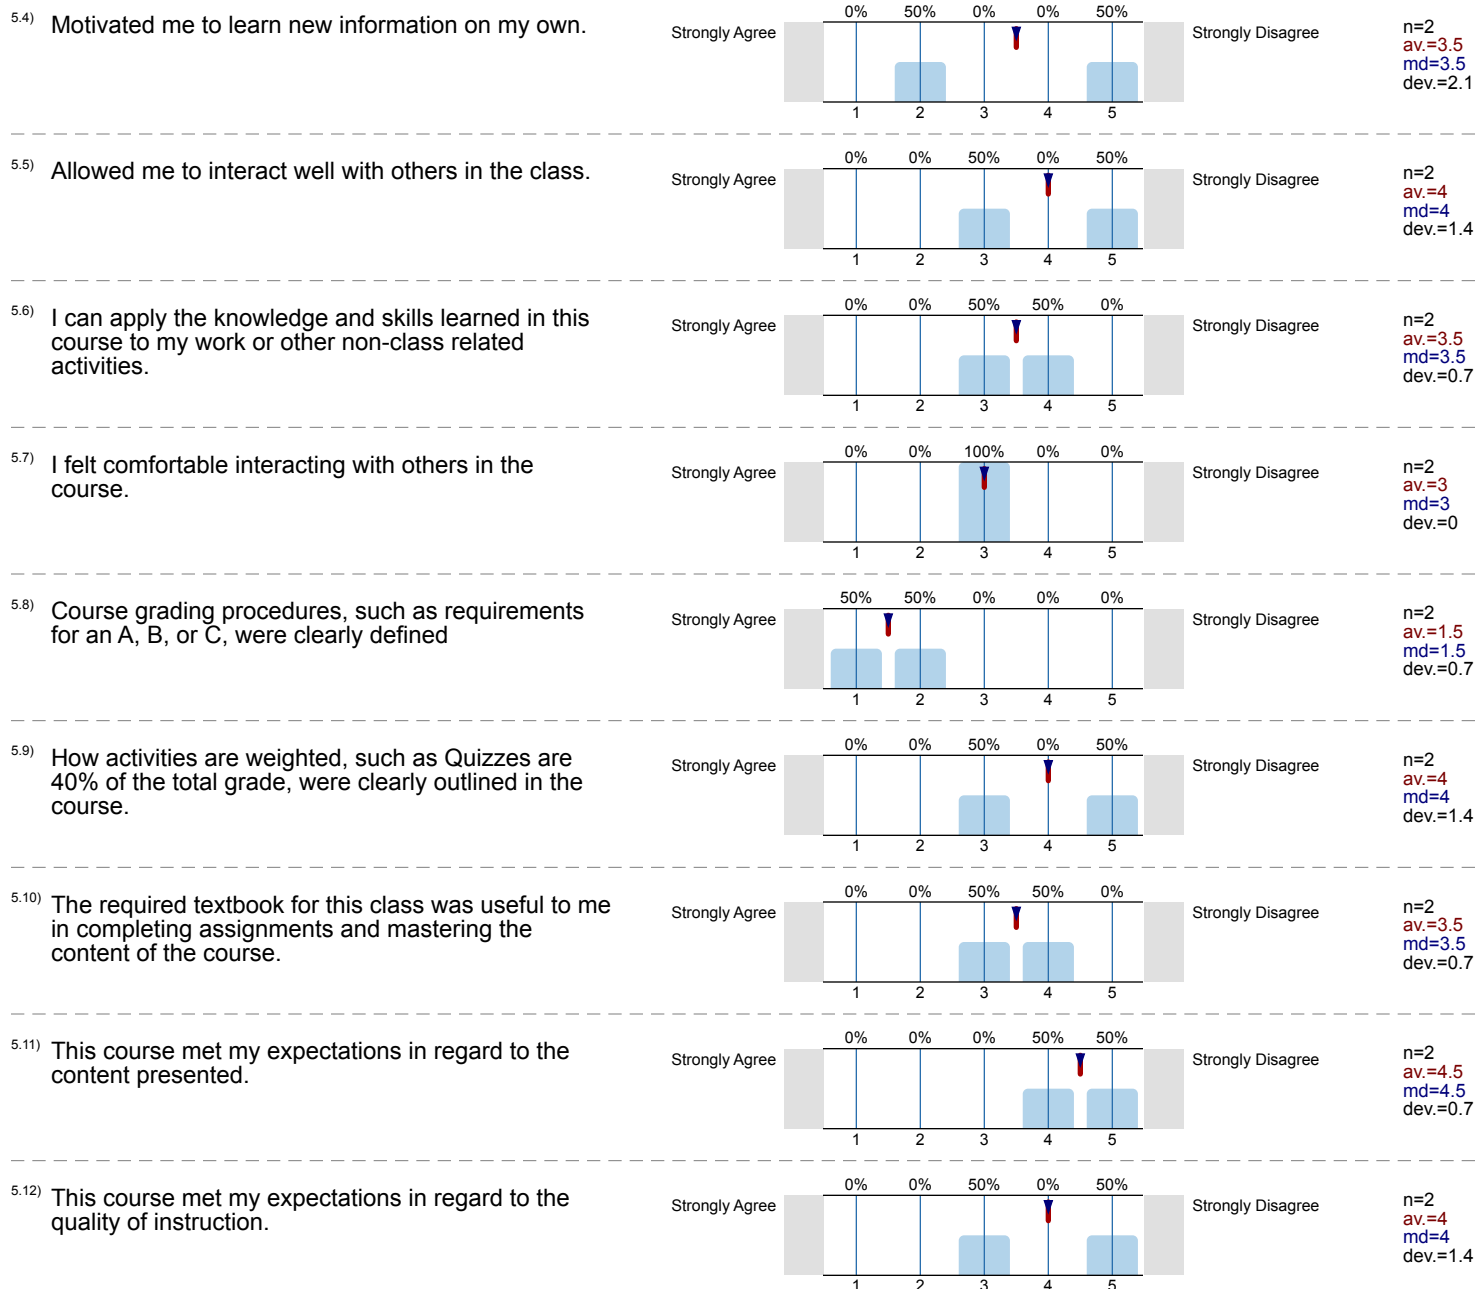 5.4) Motivated me to learn new information on my own.
Strongly Agree
0% 50% 0% 0% 50%
1 2 3 4 5
Strongly Disagree
n=2
av.=3.5
md=3.5
dev.=2.1
5.5) Allowed me to interact well with others in the class.
Strongly Agree
0% 0% 50% 0% 50%
1 2 3 4 5
Strongly Disagree
n=2
av.=4
md=4
dev.=1.4
5.6) I can apply the knowledge and skills learned in this
course to my work or other non-class related
activities.
Strongly Agree
0% 0% 50% 50% 0%
1 2 3 4 5
Strongly Disagree
n=2
av.=3.5
md=3.5
dev.=0.7
5.7) I felt comfortable interacting with others in the
course.
Strongly Agree
0% 0% 100% 0% 0%
1 2 3 4 5
Strongly Disagree
n=2
av.=3
md=3
dev.=0
5.8) Course grading procedures, such as requirements
for an A, B, or C, were clearly defined
Strongly Agree
50% 50% 0% 0% 0%
1 2 3 4 5
Strongly Disagree
n=2
av.=1.5
md=1.5
dev.=0.7
5.9) How activities are weighted, such as Quizzes are
40% of the total grade, were clearly outlined in the
course.
Strongly Agree
0% 0% 50% 0% 50%
1 2 3 4 5
Strongly Disagree
n=2
av.=4
md=4
dev.=1.4
5.10) The required textbook for this class was useful to me
in completing assignments and mastering the
content of the course.
Strongly Agree
0% 0% 50% 50% 0%
1 2 3 4 5
Strongly Disagree
n=2
av.=3.5
md=3.5
dev.=0.7
5.11) This course met my expectations in regard to the
content presented.
Strongly Agree
0% 0% 0% 50% 50%
1 2 3 4 5
Strongly Disagree
n=2
av.=4.5
md=4.5
dev.=0.7
5.12) This course met my expectations in regard to the
quality of instruction.
Strongly Agree
0% 0% 50% 0% 50%
1 2 3 4 5
Strongly Disagree
n=2
av.=4
md=4
dev.=1.4